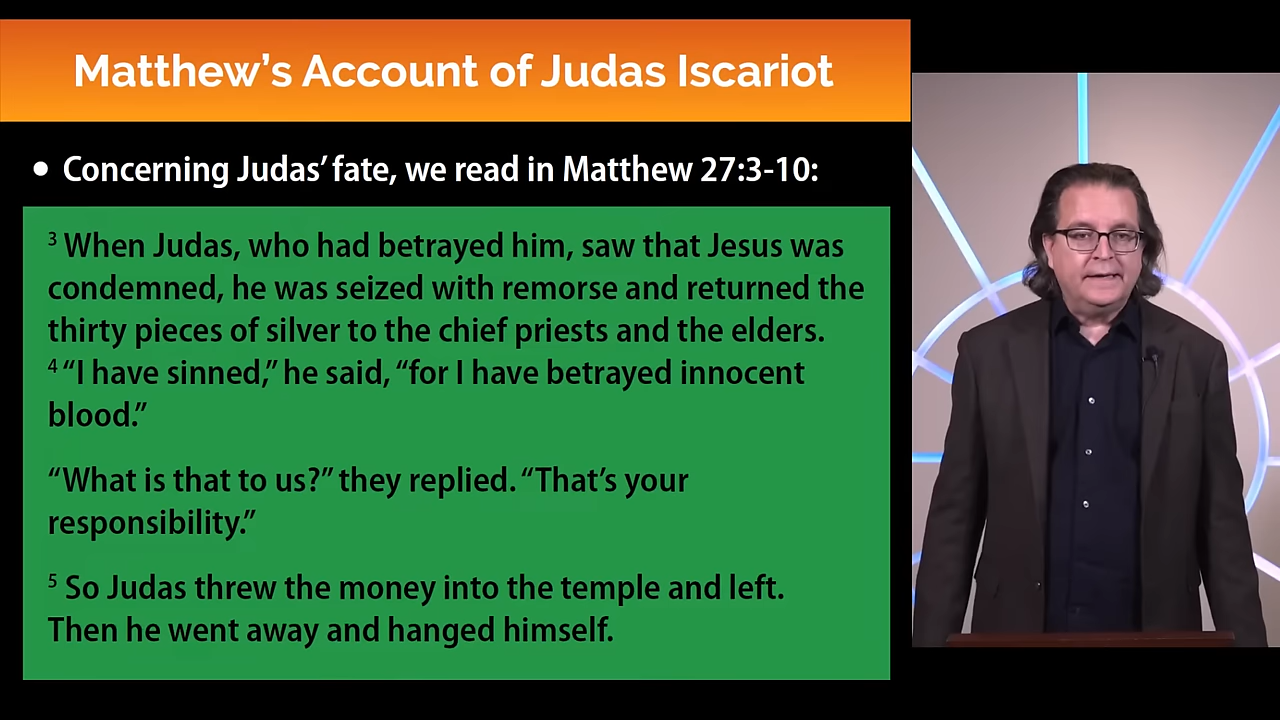 Matthew’s Account of Judas Iscariot
• Concerning Judas’ fate, we read in Matthew 27:3-10:
3 When Judas, who had betrayed him, saw that Jesus was
condemned, he was seized with remorse and returned the
thirty pieces of silver to the chief priests and the elders.
4 “I have sinned,” he said, “for I have betrayed innocent
blood.”
“What is that to us?” they replied. “That’s your
responsibility.”
5 So Judas threw the money into the temple and left.
Then he went away and hanged himself.